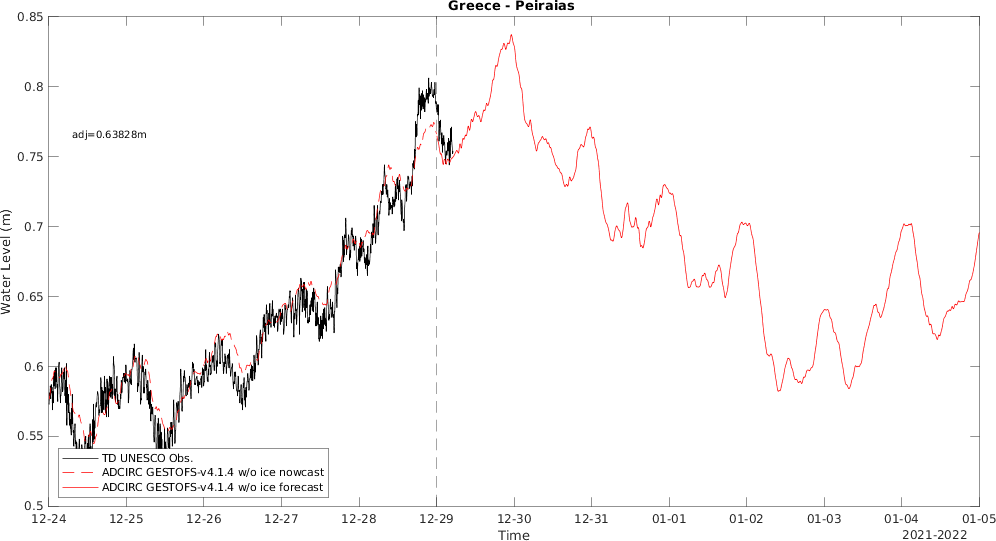 Greece - Peiraias
0.85
0.8
0.75
0.7
0.65
0.6
0.55
0.5
Water Level (m)
adj=0.63828m
TD UNESCO Obs.
ADCIRC GESTOFS-v4.1.4 w/o ice nowcast
ADCIRC GESTOFS-v4.1.4 w/o ice forecast
12-24 12-25 12-26 12-27 12-28 12-29 12-30 12-31 01-01 01-02 01-03 01-04 01-05
Time
2021-2022